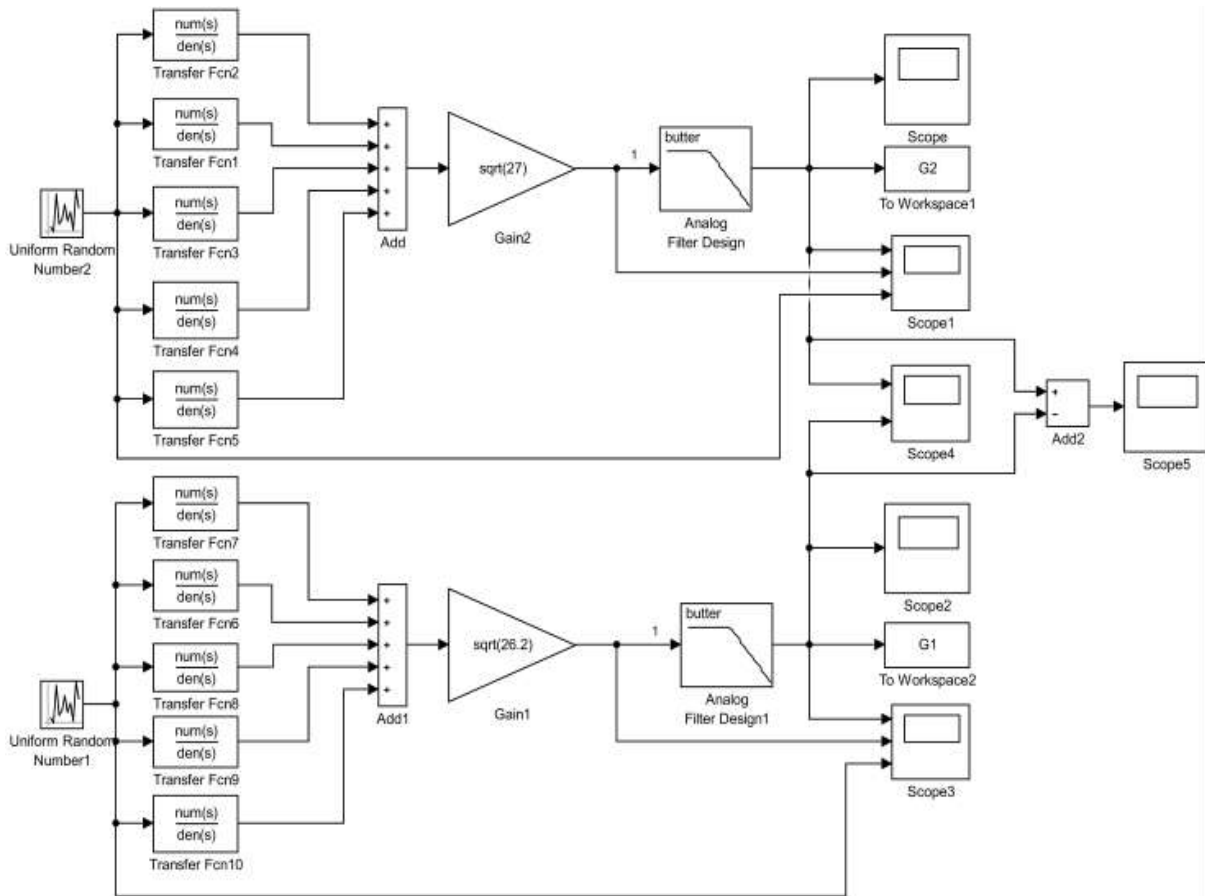 num(s)
den(s)
Transfer Fcn2
num(s)
den(s)
Transfer Fcn1
num(s)
den(s)
Transfer Fcn3
num(s)
den(s)
Transfer Fcn4
num(s)
den(s)
Transfer Fcn5
Uniform Random
Number2
+
+
+
+
+
Add
sqrt(27)
Gain2
1
butter
Analog
Filter Design
Scope
G2
To Workspace1
Scope1
Scope4
+
−
Add2
Scope5
num(s)
den(s)
Transfer Fcn7
num(s)
den(s)
Transfer Fcn6
num(s)
den(s)
Transfer Fcn8
num(s)
den(s)
Transfer Fcn9
num(s)
den(s)
Transfer Fcn10
Uniform Random
Number1
+
+
+
+
+
Add1
sqrt(26.2)
Gain1
1
butter
Analog
Filter Design1
Scope2
G1
To Workspace2
Scope3